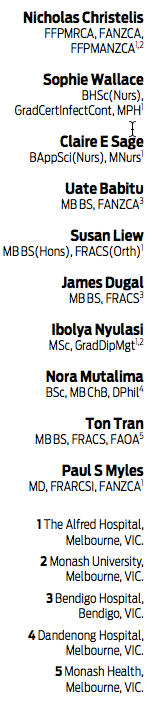 Nicholas Christelis
FFPMRCA, FANZCA,
FFPMANZCA1,2
Sophie Wallace
BHSc(Nurs),
GradCertInfectCont, MPH1
Claire E Sage
BAppSci(Nurs), MNurs1
Uate Babitu
MB BS, FANZCA3
Susan Liew
MB BS(Hons), FRACS(Orth)1
James Dugal
MB BS, FRACS3
Ibolya Nyulasi
MSc, GradDipMgt1,2
Nora Mutalima
BSc, MB ChB, DPhil4
Ton Tran
MB BS, FRACS, FAOA5
Paul S Myles
MD, FRARCSI, FANZCA1
1 The Alfred Hospital,
Melbourne, VIC.
2 Monash University,
Melbourne, VIC.
3 Bendigo Hospital,
Bendigo, VIC.
4 Dandenong Hospital,
Melbourne, VIC.
5 Monash Health,
Melbourne, VIC.